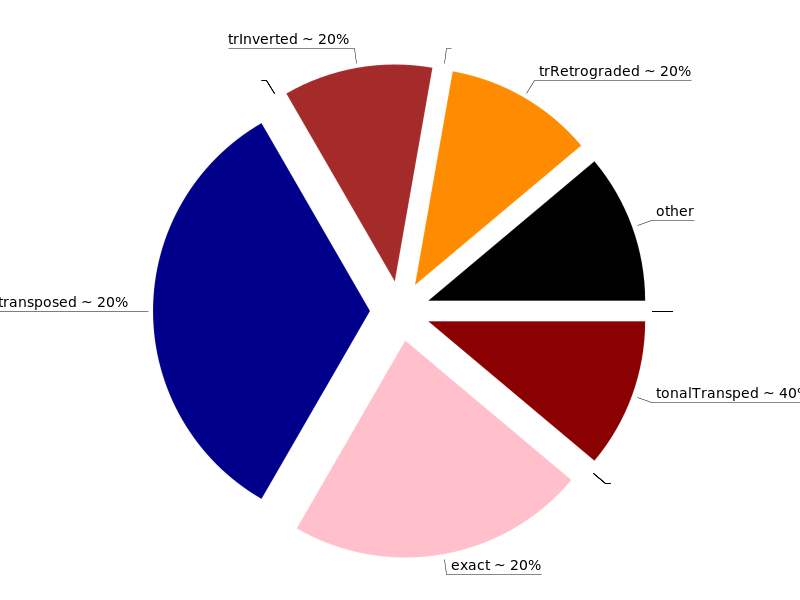 trInverted ~ 20%
trRetrograded ~ 20%
other
transposed ~ 20%
tonalTransped ~ 40%
exact ~ 20%